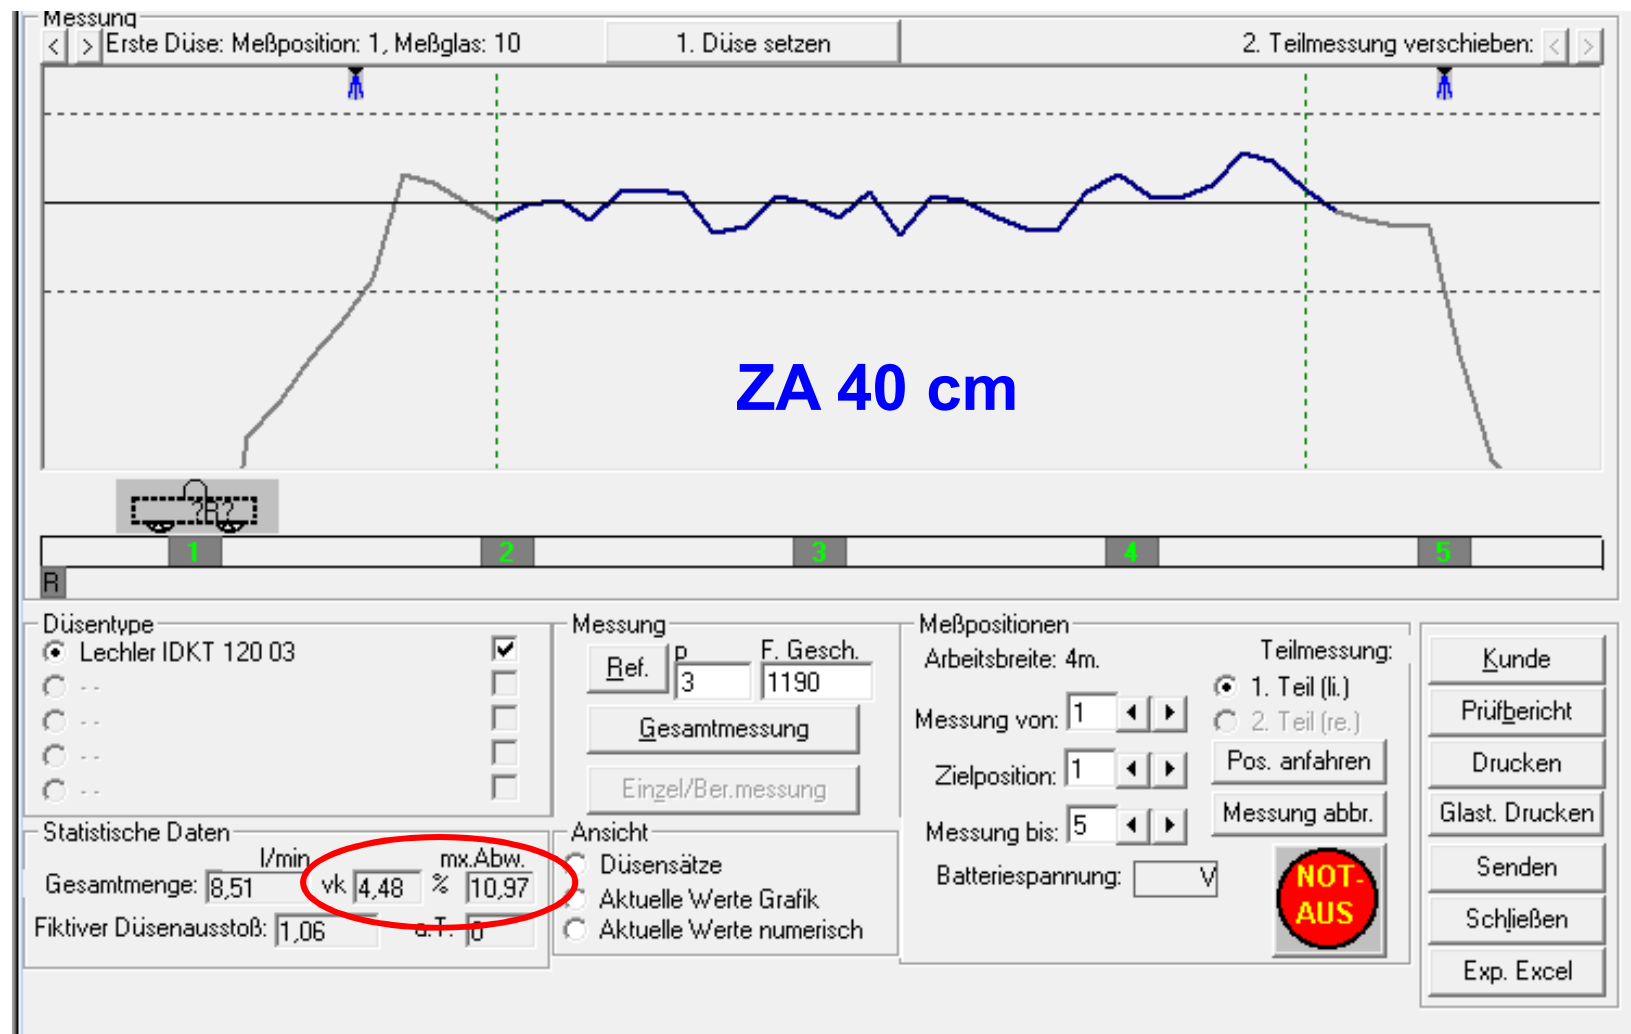 Messung
< > Erste Düse: Meßposition: 1, Meßglas: 10
1. Düse setzen
2. Teilmessung verschieben: < >
ZA 40 cm
?R?
1 2 3 4 5
R
Düsentype
Lechler IDKT 120 03
- -
- -
- -
- -
Messung
p F. Gesch.
Ref. 3 1190
Gesamtmessung
Einzel/Ber.messung
Meßpositionen
Arbeitsbreite: 4m.
Messung von: 1
Zielposition: 1
Messung bis: 5
Batteriespannung: V
Teilmessung:
1. Teil (li.)
2. Teil (re.)
Pos. anfahren
Messung abbr.
NOT-
AUS
Kunde
Prüfbericht
Drucken
Glast. Drucken
Senden
Schließen
Exp. Excel
Statistische Daten
l/min mx.Abw.
Gesamtmenge: 8,51 vk 4,48 % 10,97
Fiktiver Düsenausstoß: 1,06 a.T. 0
Ansicht
Düsensätze
Aktuelle Werte Grafik
Aktuelle Werte numerisch